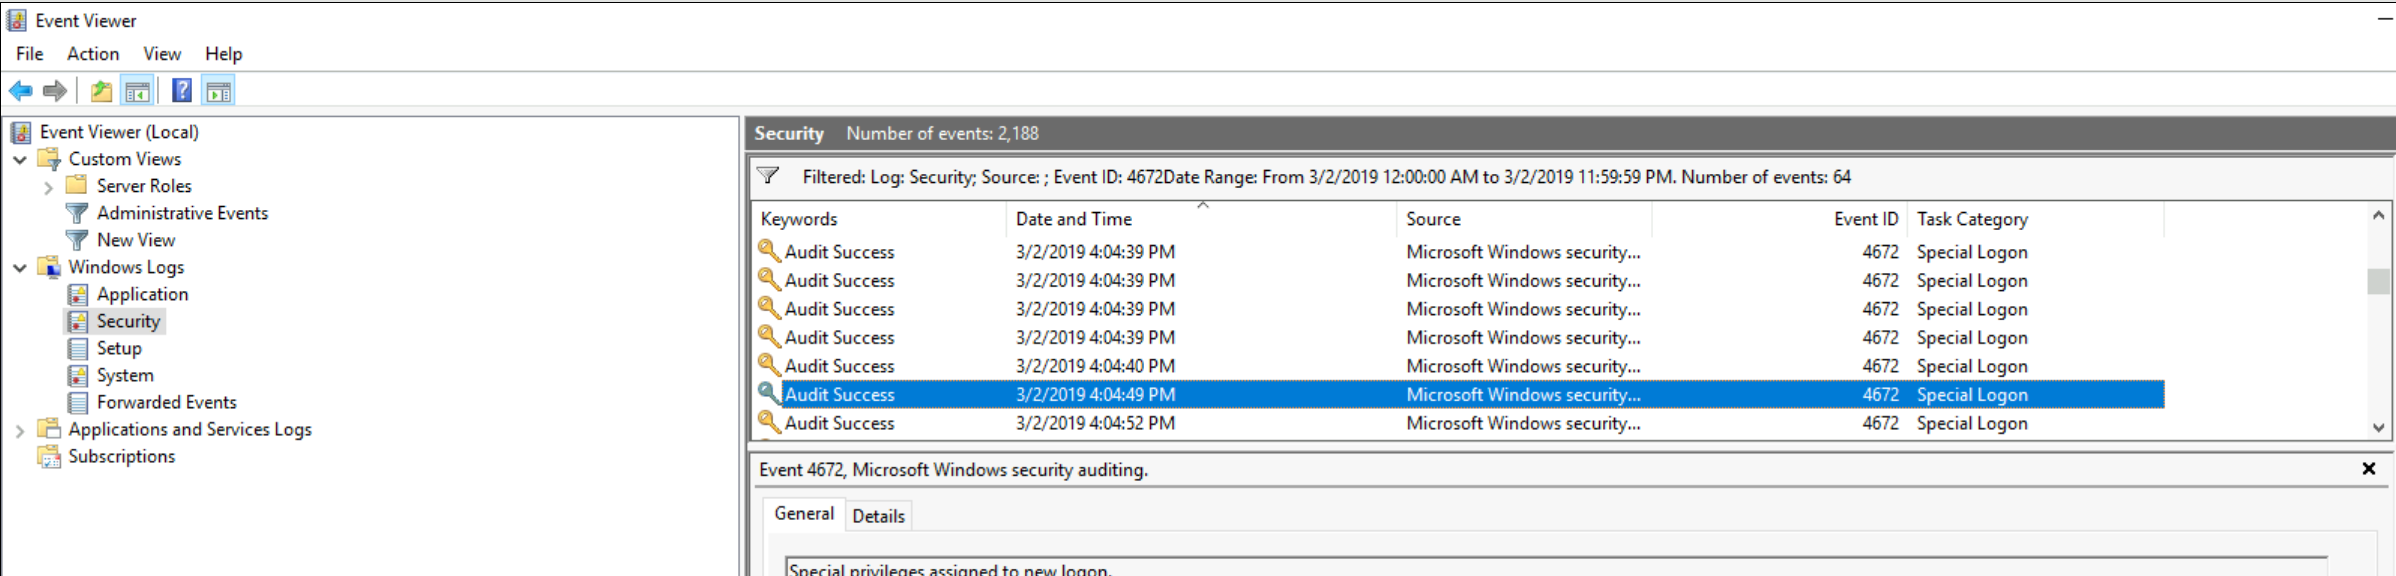 Event Viewer
File Action View Help
Event Viewer (Local)
Custom Views
Server Roles
Administrative Events
New View
Windows Logs
Application
Security
Setup
System
Forwarded Events
Applications and Services Logs
Subscriptions
Security Number of events: 2,188
Filtered: Log: Security; Source: ; Event ID: 4672Date Range: From 3/2/2019 12:00:00 AM to 3/2/2019 11:59:59 PM. Number of events: 64
Keywords Date and Time Source Event ID Task Category
Audit Success 3/2/2019 4:04:39 PM Microsoft Windows security... 4672 Special Logon
Audit Success 3/2/2019 4:04:39 PM Microsoft Windows security... 4672 Special Logon
Audit Success 3/2/2019 4:04:39 PM Microsoft Windows security... 4672 Special Logon
Audit Success 3/2/2019 4:04:39 PM Microsoft Windows security... 4672 Special Logon
Audit Success 3/2/2019 4:04:40 PM Microsoft Windows security... 4672 Special Logon
Audit Success 3/2/2019 4:04:49 PM Microsoft Windows security... 4672 Special Logon
Audit Success 3/2/2019 4:04:52 PM Microsoft Windows security... 4672 Special Logon
Event 4672, Microsoft Windows security auditing.
General Details
Special privileges assigned to new logon.